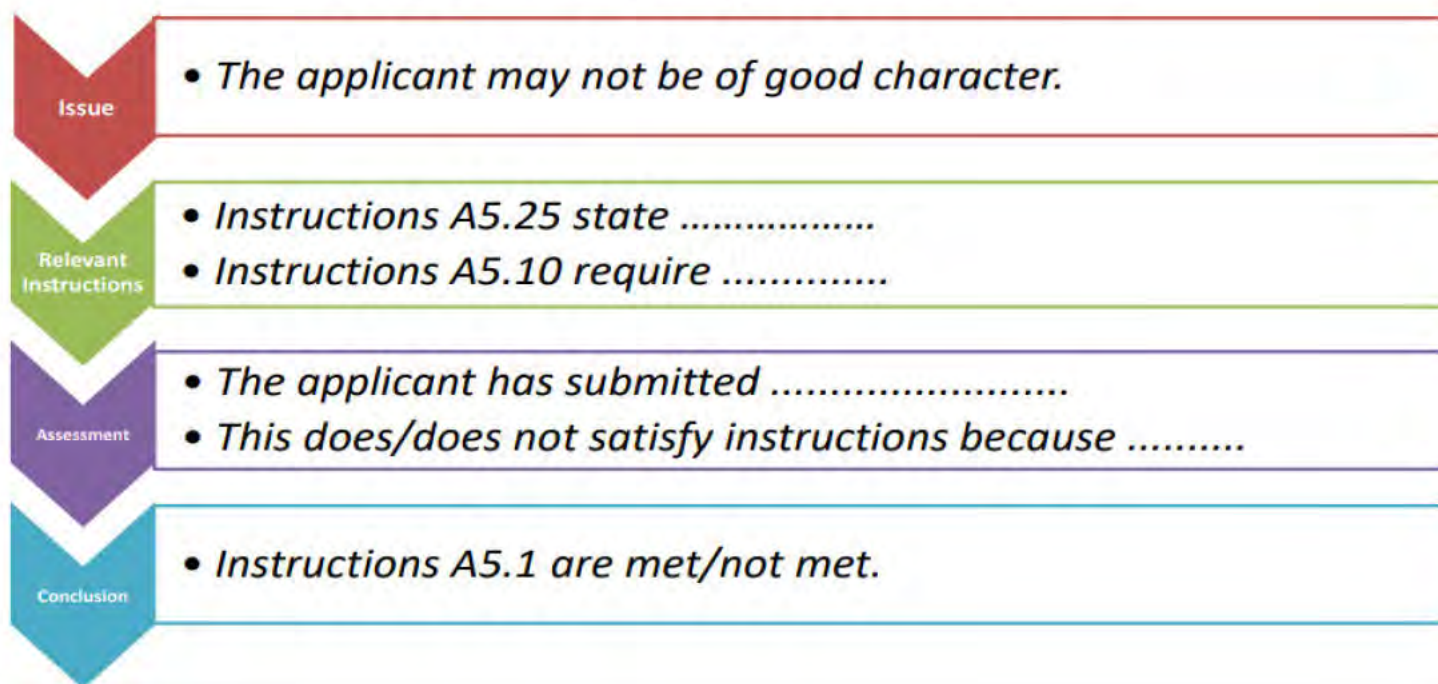 Issue
• The applicant may not be of good character.
Relevant
Instructions
• Instructions A5.25 state ..................
• Instructions A5.10 require ..............
Assessment
• The applicant has submitted .........................
• This does/does not satisfy instructions because ..........
Conclusion
• Instructions A5.1 are met/not met.